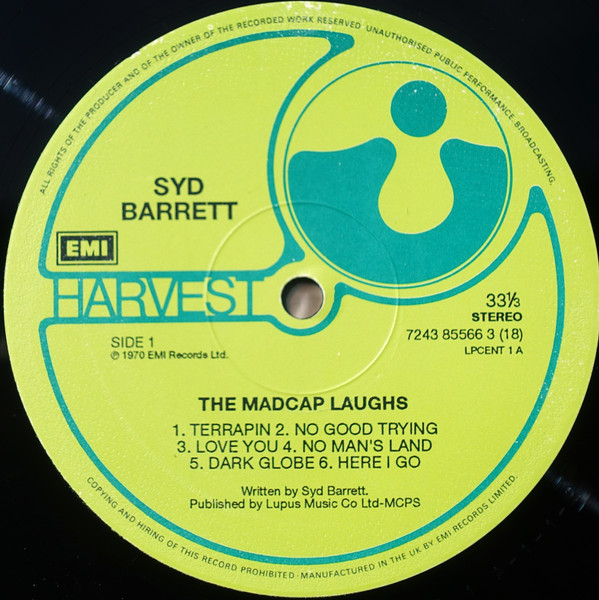 ALL RIGHTS OF THE PRODUCER AND OF THE OWNER OF THE RECORDED WORK RESERVED UNAUTHORISED PUBLIC PERFORMANCE, BROADCASTING,
SYD
BARRETT
EMI
HARVEST
SIDE 1
℗ 1970 EMI Records Ltd.
33⅓
STEREO
7243 85566 3 (18)
LPCENT 1 A
THE MADCAP LAUGHS
1. TERRAPIN 2. NO GOOD TRYING
3. LOVE YOU 4. NO MAN'S LAND
5. DARK GLOBE 6. HERE I GO
Written by Syd Barrett.
Published by Lupus Music Co Ltd-MCPS
COPYING AND HIRING OF THIS RECORD PROHIBITED · MANUFACTURED IN THE UK BY EMI RECORDS LIMITED.